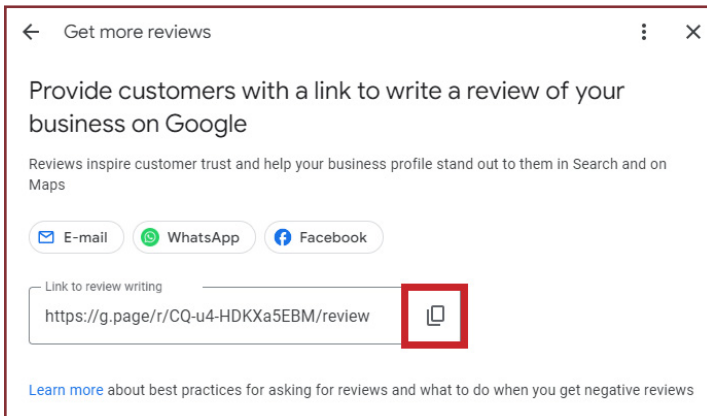 Get more reviews
Provide customers with a link to write a review of your
business on Google
Reviews inspire customer trust and help your business profile stand out to them in Search and on
Maps
E-mail WhatsApp Facebook
Link to review writing
https://g.page/r/CQ-u4-HDKXa5EBM/review
Learn more about best practices for asking for reviews and what to do when you get negative reviews